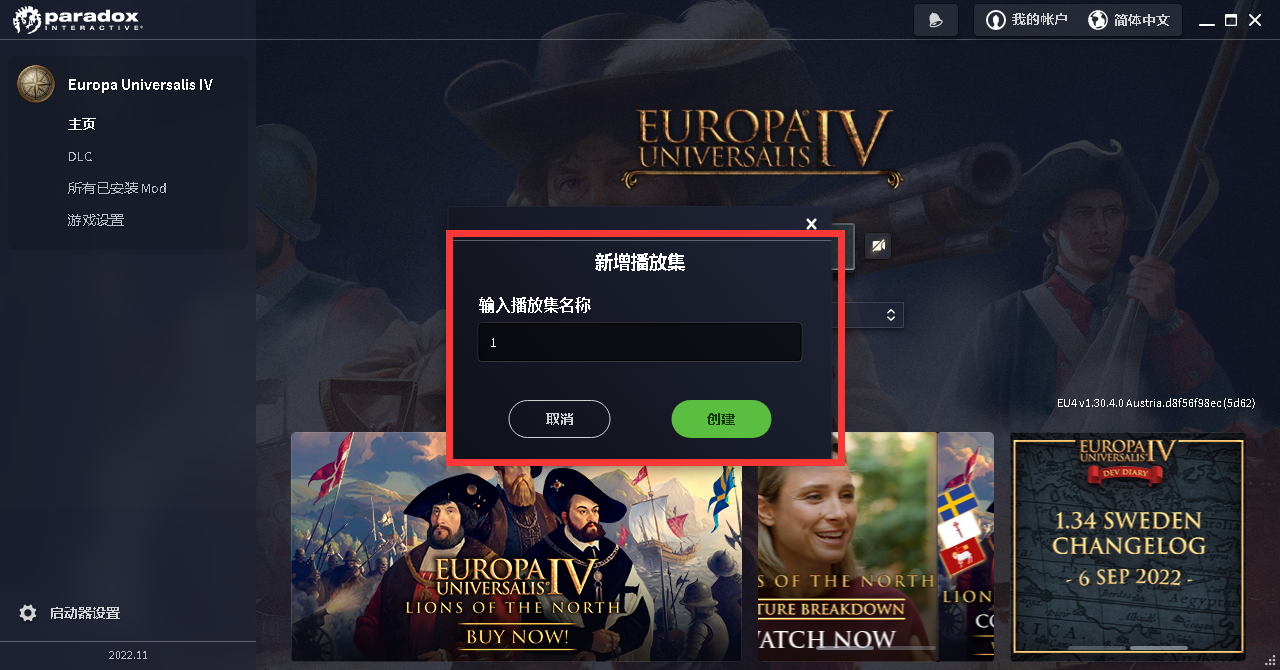 paradox
INTERACTIVE
我的帐户
简体中文
Europa Universalis IV
主页
DLC
所有已安装 Mod
游戏设置
EUROPA
UNIVERSALIS IV
新增播放集
输入播放集名称
1
取消
创建
EU4 v1.30.4.0 Austria.d8f56f98ec (5d62)
EUROPA
UNIVERSALIS IV
LIONS OF THE NORTH
BUY NOW!
S OF THE NORTH
TURE BREAKDOWN
WATCH NOW
LION
CO
EUROPA
UNIVERSALIS IV
DEV DIARY
1.34 SWEDEN
CHANGELOG
- 6 SEP 2022 -
启动器设置
2022.11